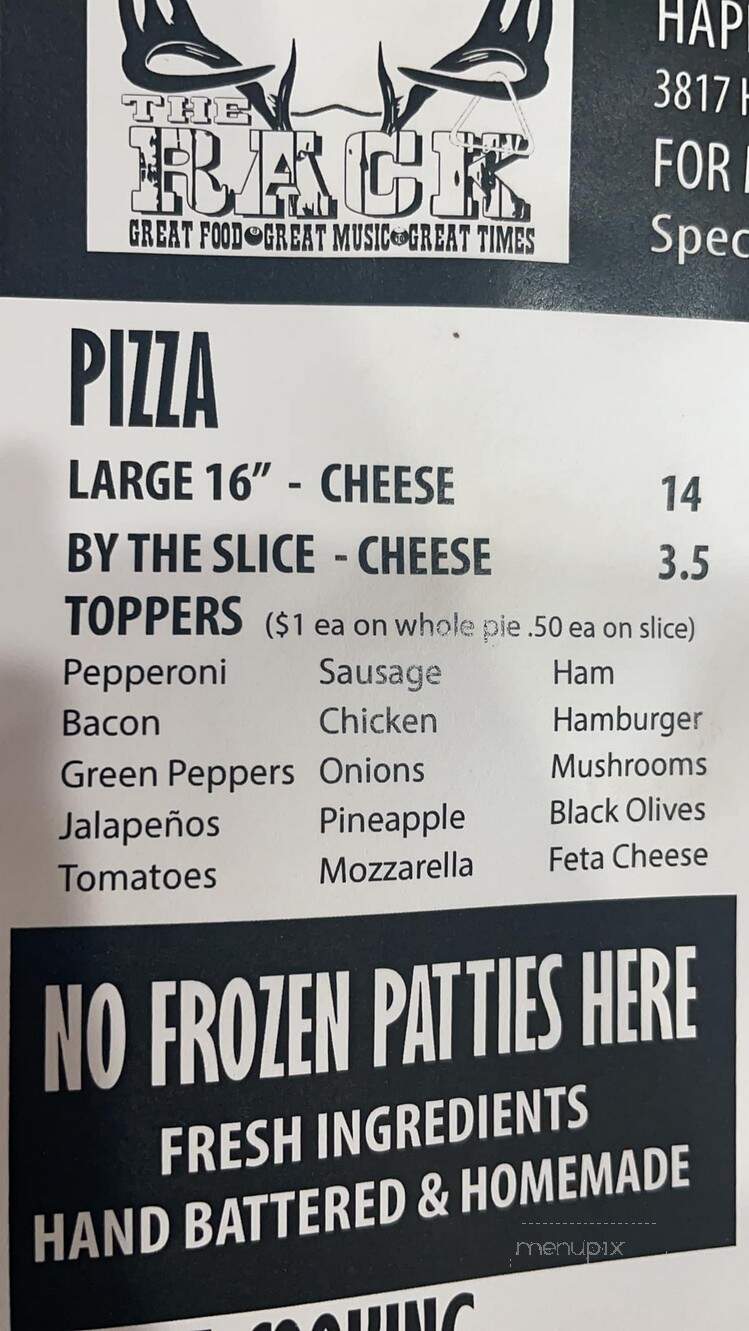 HAP
3817
FOR
Spec
THE
RACK
GREAT FOOD GREAT MUSIC GREAT TIMES
PIZZA
LARGE 16” - CHEESE 14
BY THE SLICE - CHEESE 3.5
TOPPERS ($1 ea on whole pie .50 ea on slice)
Pepperoni Sausage Ham
Bacon Chicken Hamburger
Green Peppers Onions Mushrooms
Jalapeños Pineapple Black Olives
Tomatoes Mozzarella Feta Cheese
NO FROZEN PATTIES HERE
FRESH INGREDIENTS
HAND BATTERED & HOMEMADE
menupix